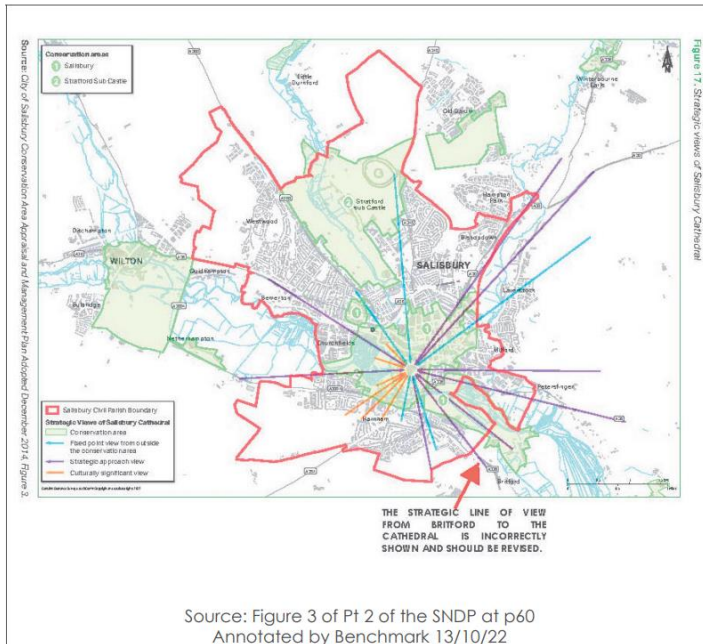 Figure 17. Strategic views of Salisbury Cathedral
Source: City of Salisbury Conservation Area Appraisal and Management Plan Adopted December 2014, Figure 3.
Conservation areas
1 Salisbury
2 Stratford Sub Castle
Little
Durnford
Winterbourne
Old Sarum
Hampton
Park
Stratford
sub Castle
Bishopdown
Ditchampton
WILTON
SALISBURY
Quidhampton
Bemerton
Laverstock
Bulbridge
Netherhampton
Churchfields
Milford
Petersfinger
Harnham
Britford
Salisbury Civil Parish Boundary
Strategic Views of Salisbury Cathedral
Conservation area
Fixed point view from outside
the conservation area
Strategic approach view
Culturally significant view
THE STRATEGIC LINE OF VIEW
FROM BRITFORD TO THE
CATHEDRAL IS INCORRECTLY
SHOWN AND SHOULD BE REVISED.
Source: Figure 3 of Pt 2 of the SNDP at p60
Annotated by Benchmark 13/10/22